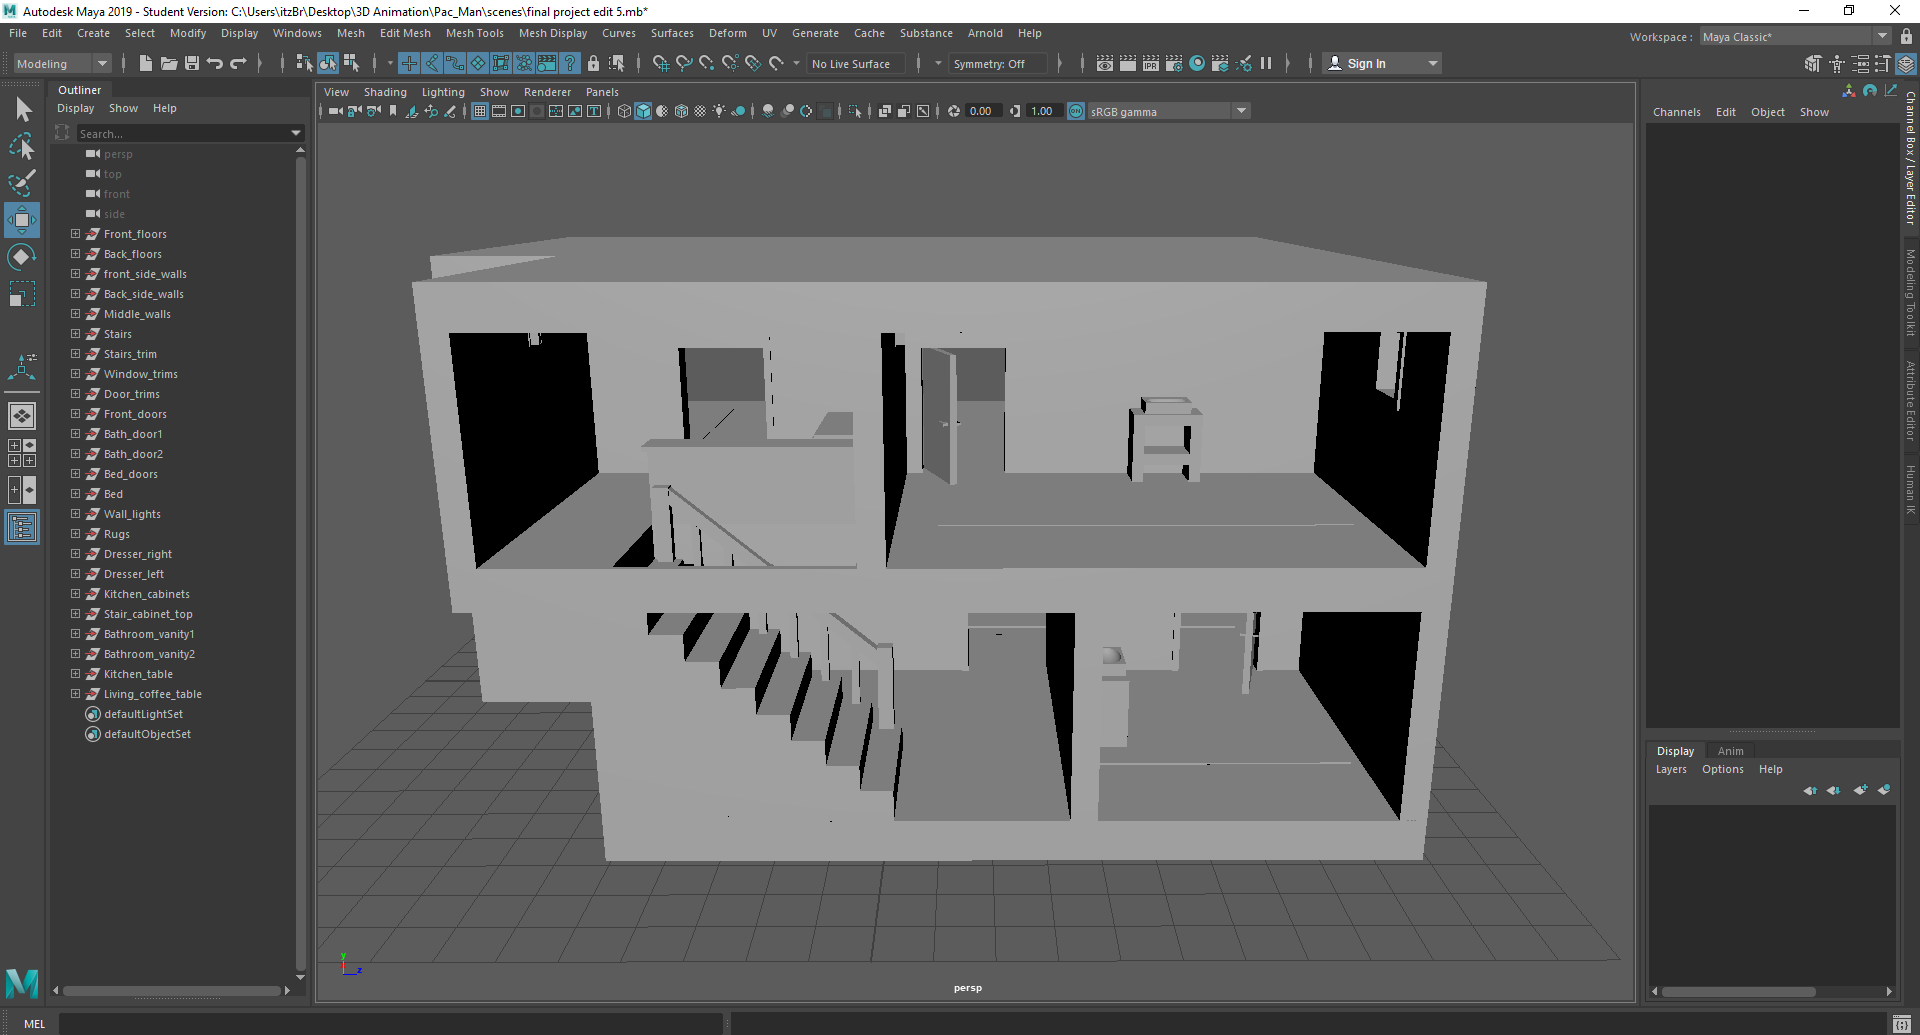 Autodesk Maya 2019 - Student Version: C:\Users\itzBr\Desktop\3D Animation\Pac_Man\scenes\final project edit 5.mb*
File Edit Create Select Modify Display Windows Mesh Edit Mesh Mesh Tools Mesh Display Curves Surfaces Deform UV Generate Cache Substance Arnold Help
Workspace : Maya Classic*
Modeling No Live Surface Symmetry: Off IPR Sign In
Outliner
Display Show Help
Search...
View Shading Lighting Show Renderer Panels
0.00 1.00 ON sRGB gamma
Channels Edit Object Show
persp
top
front
side
Front_floors
Back_floors
front_side_walls
Back_side_walls
Middle_walls
Stairs
Stairs_trim
Window_trims
Door_trims
Front_doors
Bath_door1
Bath_door2
Bed_doors
Bed
Wall_lights
Rugs
Dresser_right
Dresser_left
Kitchen_cabinets
Stair_cabinet_top
Bathroom_vanity1
Bathroom_vanity2
Kitchen_table
Living_coffee_table
defaultLightSet
defaultObjectSet
y
z
persp
Channel Box / Layer Editor
Modeling Toolkit
Attribute Editor
Human IK
Display Anim
Layers Options Help
MEL